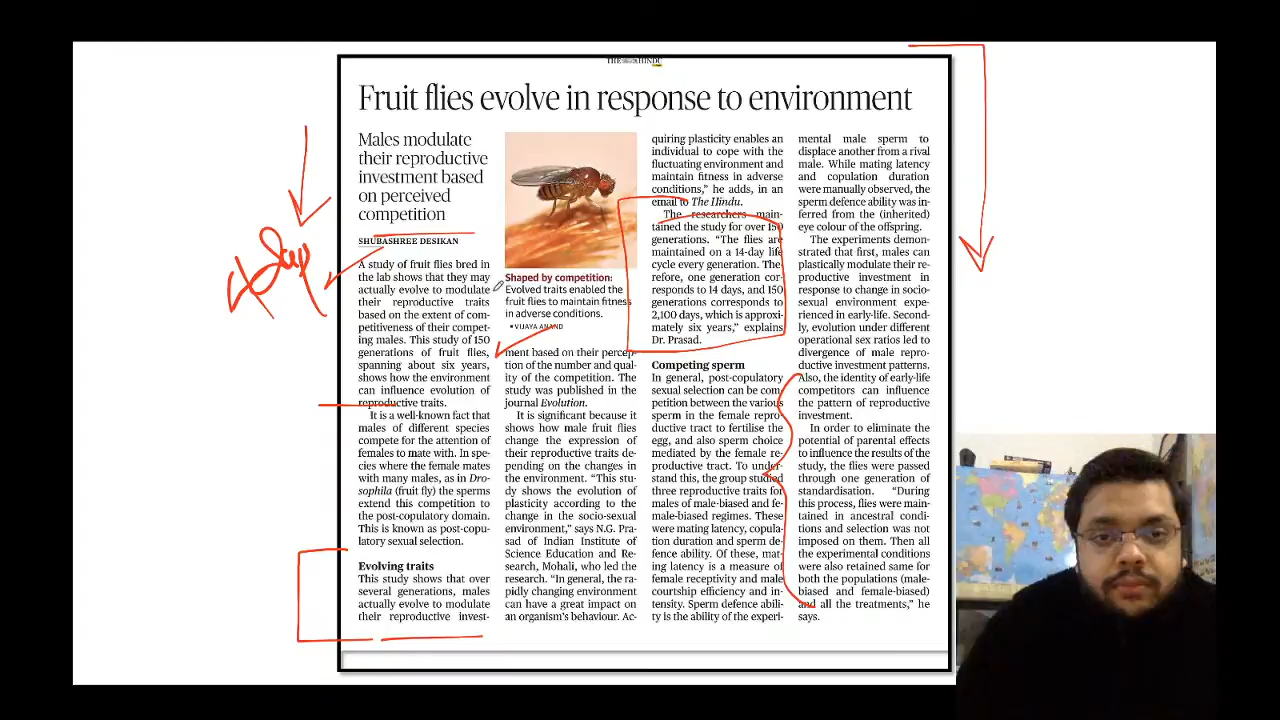 THE HINDU
Fruit flies evolve in response to environment
Males modulate
their reproductive
investment based
on perceived
competition
SHUBASHREE DESIKAN
A study of fruit flies bred in
the lab shows that they may
actually evolve to modulate
their reproductive traits
based on the extent of com-
petitiveness of their compet-
ing males. This study of 150
generations of fruit flies,
spanning about six years,
shows how the environment
can influence evolution of
reproductive traits.
It is a well-known fact that
males of different species
compete for the attention of
females to mate with. In spe-
cies where the female mates
with many males, as in Dro-
sophila (fruit fly) the sperms
extend this competition to
the post-copulatory domain.
This is known as post-copu-
latory sexual selection.
Evolving traits
This study shows that over
several generations, males
actually evolve to modulate
their reproductive invest-
Shaped by competition:
Evolved traits enabled the
fruit flies to maintain fitness
in adverse conditions.
▪ VIJAYA ANAND
ment based on their percep-
tion of the number and qual-
ity of the competition. The
study was published in the
journal Evolution.
It is significant because it
shows how male fruit flies
change the expression of
their reproductive traits de-
pending on the changes in
the environment. “This stu-
dy shows the evolution of
plasticity according to the
change in the socio-sexual
environment,” says N.G. Pra-
sad of Indian Institute of
Science Education and Re-
search, Mohali, who led the
research. “In general, the ra-
pidly changing environment
can have a great impact on
an organism’s behaviour. Ac-
quiring plasticity enables an
individual to cope with the
fluctuating environment and
maintain fitness in adverse
conditions,” he adds, in an
email to The Hindu.
The researchers main-
tained the study for over 150
generations. “The flies are
maintained on a 14-day life
cycle every generation. The
refore, one generation cor-
responds to 14 days, and 150
generations corresponds to
2,100 days, which is approxi-
mately six years,” explains
Dr. Prasad.
Competing sperm
In general, post-copulatory
sexual selection can be com-
petition between the various
sperm in the female repro-
ductive tract to fertilise the
egg, and also sperm choice
mediated by the female re-
productive tract. To under-
stand this, the group studied
three reproductive traits for
males of male-biased and fe-
male-biased regimes. These
were mating latency, copula-
tion duration and sperm de-
fence ability. Of these, mat-
ing latency is a measure of
female receptivity and male
courtship efficiency and in-
tensity. Sperm defence abili-
ty is the ability of the experi-
mental male sperm to
displace another from a rival
male. While mating latency
and copulation duration
were manually observed, the
sperm defence ability was in-
ferred from the (inherited)
eye colour of the offspring.
The experiments demon-
strated that first, males can
plastically modulate their re-
productive investment in
response to change in socio-
sexual environment expe-
rienced in early-life. Second-
ly, evolution under different
operational sex ratios led to
divergence of male repro-
ductive investment patterns.
Also, the identity of early-life
competitors can influence
the pattern of reproductive
investment.
In order to eliminate the
potential of parental effects
to influence the results of the
study, the flies were passed
through one generation of
standardisation. “During
this process, flies were main-
tained in ancestral condi-
tions and selection was not
imposed on them. Then all
the experimental conditions
were also retained same for
both the populations (male-
biased and female-biased)
and all the treatments,” he
says.